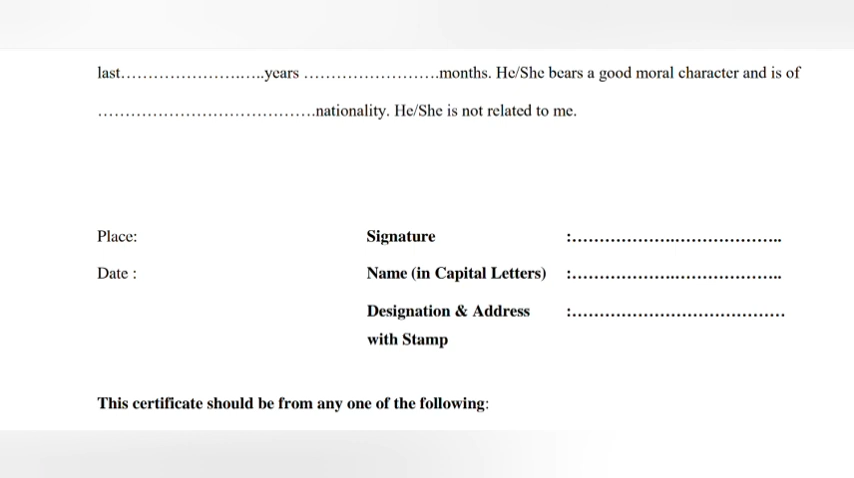 last……………………..…..years ……………………..months. He/She bears a good moral character and is of
………………………………….nationality. He/She is not related to me.
Place: Signature :………………..………………..
Date : Name (in Capital Letters) :………………..………………..
Designation & Address :…………………………………
with Stamp
This certificate should be from any one of the following: